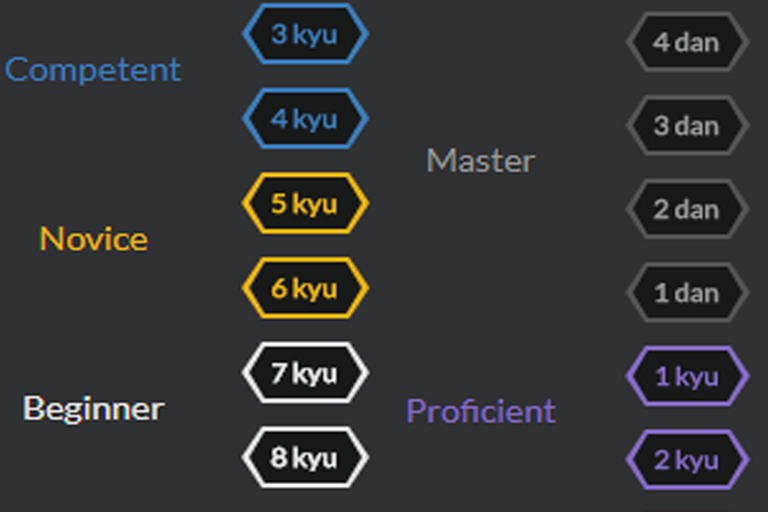 Competent
3 kyu
4 kyu
Novice
5 kyu
6 kyu
Beginner
7 kyu
8 kyu
Master
4 dan
3 dan
2 dan
1 dan
Proficient
1 kyu
2 kyu